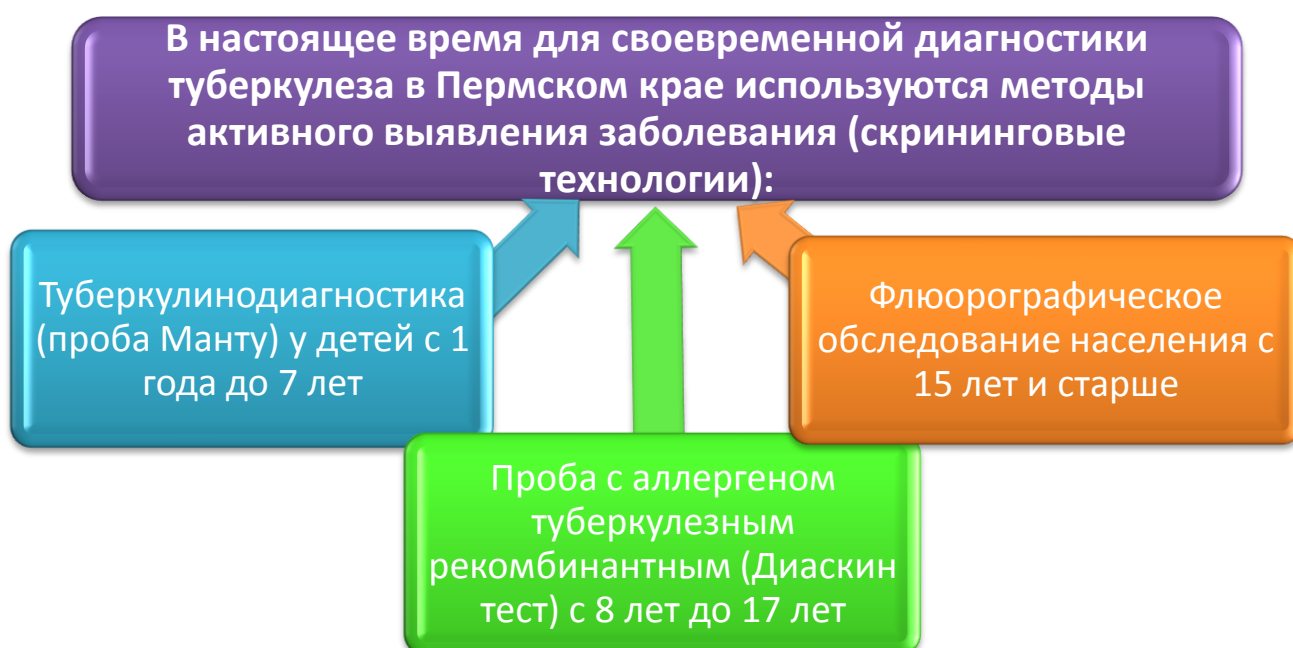 В настоящее время для своевременной диагностики
туберкулеза в Пермском крае используются методы
активного выявления заболевания (скрининговые
технологии):
Туберкулинодиагностика
(проба Манту) у детей с 1
года до 7 лет
Флюорографическое
обследование населения с
15 лет и старше
Проба с аллергеном
туберкулезным
рекомбинантным (Диаскин
тест) с 8 лет до 17 лет